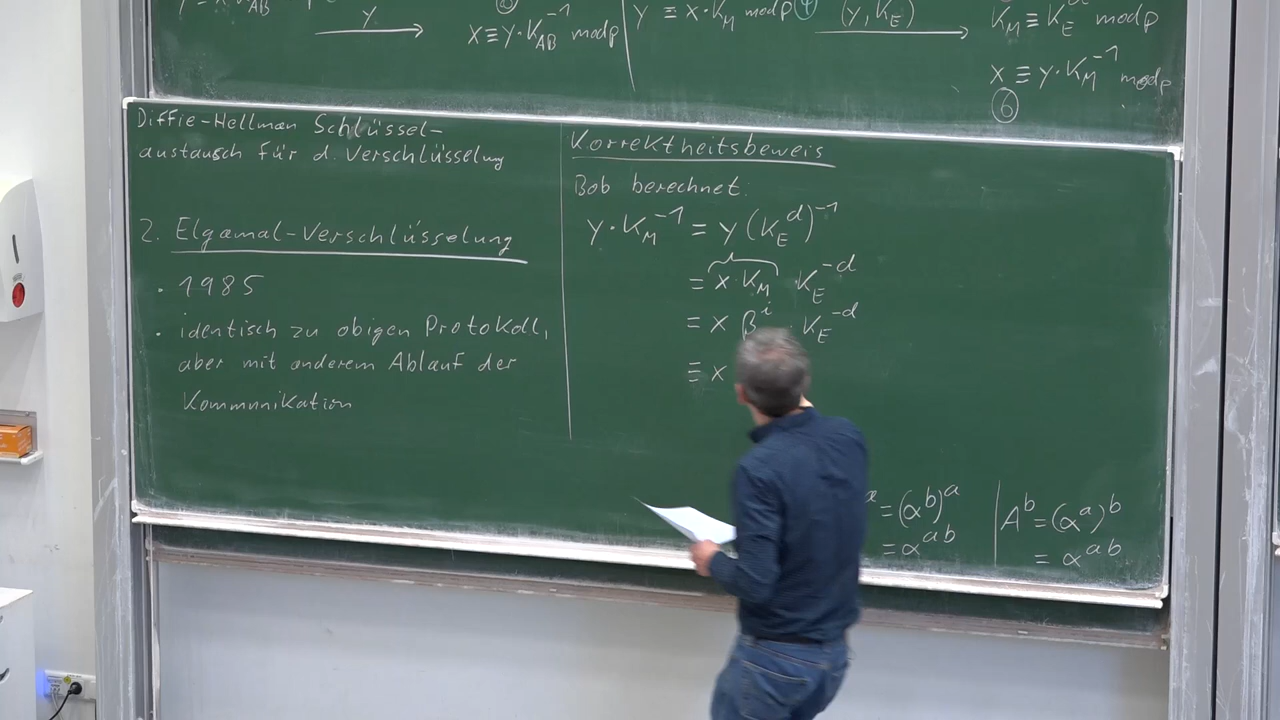 y
x≡y·K_AB^-1 mod p
y ≡ x·K_M mod p ④
(y, K_E)
K_M ≡ K_E^d mod p
x ≡ y·K_M^-1 mod p
⑥
Diffie-Hellman Schlüssel-
austausch für d. Verschlüsselung
2. Elgamal-Verschlüsselung
· 1985
· identisch zu obigen Protokoll,
aber mit anderem Ablauf der
Kommunikation
Korrektheitsbeweis
Bob berechnet:
y·K_M^-1 = y(K_E^d)^-1
= x K_M · K_E^-d
= x β^i · K_E^-d
≡ x
= (α^b)^a
= α^ab
A^b = (α^a)^b
= α^ab